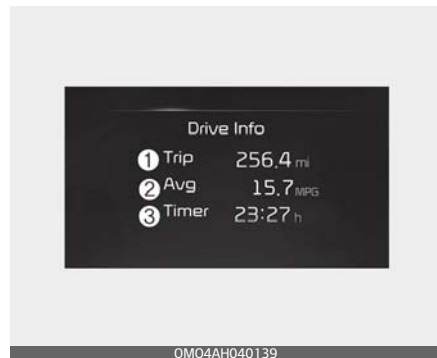 Drive Info
1 Trip 256.4 mi
2 Avg 15.7 MPG
3 Timer 23:27 h
OMO4AH040139